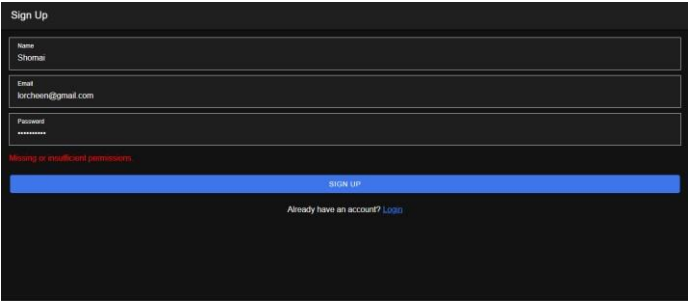 Sign Up
Name
Shomai
Email
lorcheen@gmail.com
Password
••••••••••
Missing or insufficient permissions.
SIGN UP
Already have an account? Login